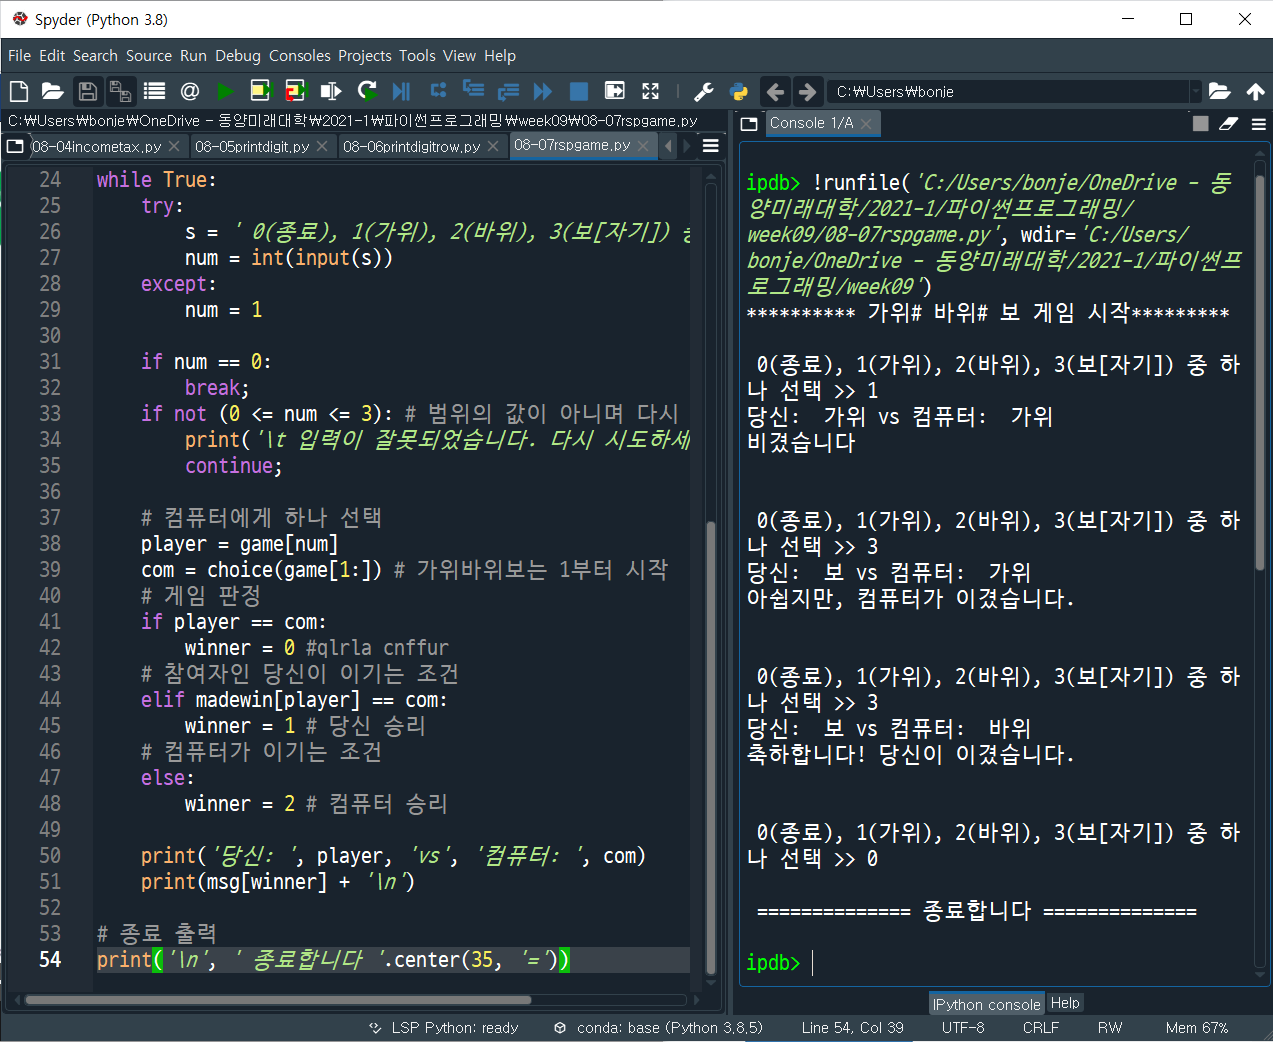 Spyder (Python 3.8)
File Edit Search Source Run Debug Consoles Projects Tools View Help
C:₩Users₩bonje
C:₩Users₩bonje₩OneDrive - 동양미래대학₩2021-1₩파이썬프로그래밍₩week09₩08-07rspgame.py
08-04incometax.py 08-05printdigit.py 08-06printdigitrow.py 08-07rspgame.py
24 while True:
25 try:
26 s = ' 0(종료), 1(가위), 2(바위), 3(보[자기])
27 num = int(input(s))
28 except:
29 num = 1
30
31 if num == 0:
32 break;
33 if not (0 <= num <= 3): # 범위의 값이 아니며 다시
34 print('\t 입력이 잘못되었습니다. 다시 시도하세
35 continue;
36
37 # 컴퓨터에게 하나 선택
38 player = game[num]
39 com = choice(game[1:]) # 가위바위보는 1부터 시작
40 # 게임 판정
41 if player == com:
42 winner = 0 #qlrla cnffur
43 # 참여자인 당신이 이기는 조건
44 elif madewin[player] == com:
45 winner = 1 # 당신 승리
46 # 컴퓨터가 이기는 조건
47 else:
48 winner = 2 # 컴퓨터 승리
49
50 print('당신: ', player, 'vs', '컴퓨터: ', com)
51 print(msg[winner] + '\n')
52
53 # 종료 출력
54 print('\n', ' 종료합니다 '.center(35, '='))
Console 1/A
ipdb> !runfile('C:/Users/bonje/OneDrive - 동
양미래대학/2021-1/파이썬프로그래밍/
week09/08-07rspgame.py', wdir='C:/Users/
bonje/OneDrive - 동양미래대학/2021-1/파이썬프
로그래밍/week09')
********** 가위# 바위# 보 게임 시작*********
0(종료), 1(가위), 2(바위), 3(보[자기]) 중 하
나 선택 >> 1
당신:  가위 vs 컴퓨터:  가위
비겼습니다
0(종료), 1(가위), 2(바위), 3(보[자기]) 중 하
나 선택 >> 3
당신:  보 vs 컴퓨터:  가위
아쉽지만, 컴퓨터가 이겼습니다.
0(종료), 1(가위), 2(바위), 3(보[자기]) 중 하
나 선택 >> 3
당신:  보 vs 컴퓨터:  바위
축하합니다! 당신이 이겼습니다.
0(종료), 1(가위), 2(바위), 3(보[자기]) 중 하
나 선택 >> 0
============== 종료합니다 ==============
ipdb>
IPython console Help
LSP Python: ready conda: base (Python 3.8.5) Line 54, Col 39 UTF-8 CRLF RW Mem 67%